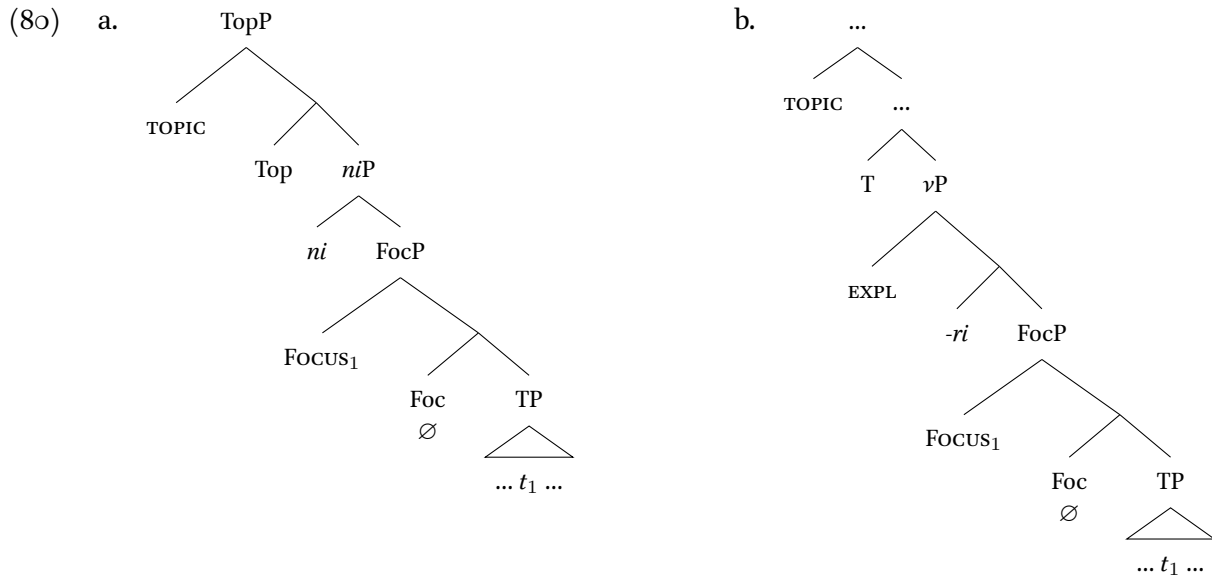 (80) a. TopP b. ...
TOPIC ...
TOPIC
Top niP T vP
ni FocP
EXPL
-ri FocP
FOCUS₁
Foc TP
∅ FOCUS₁
... t₁ ... Foc TP
∅
... t₁ ...